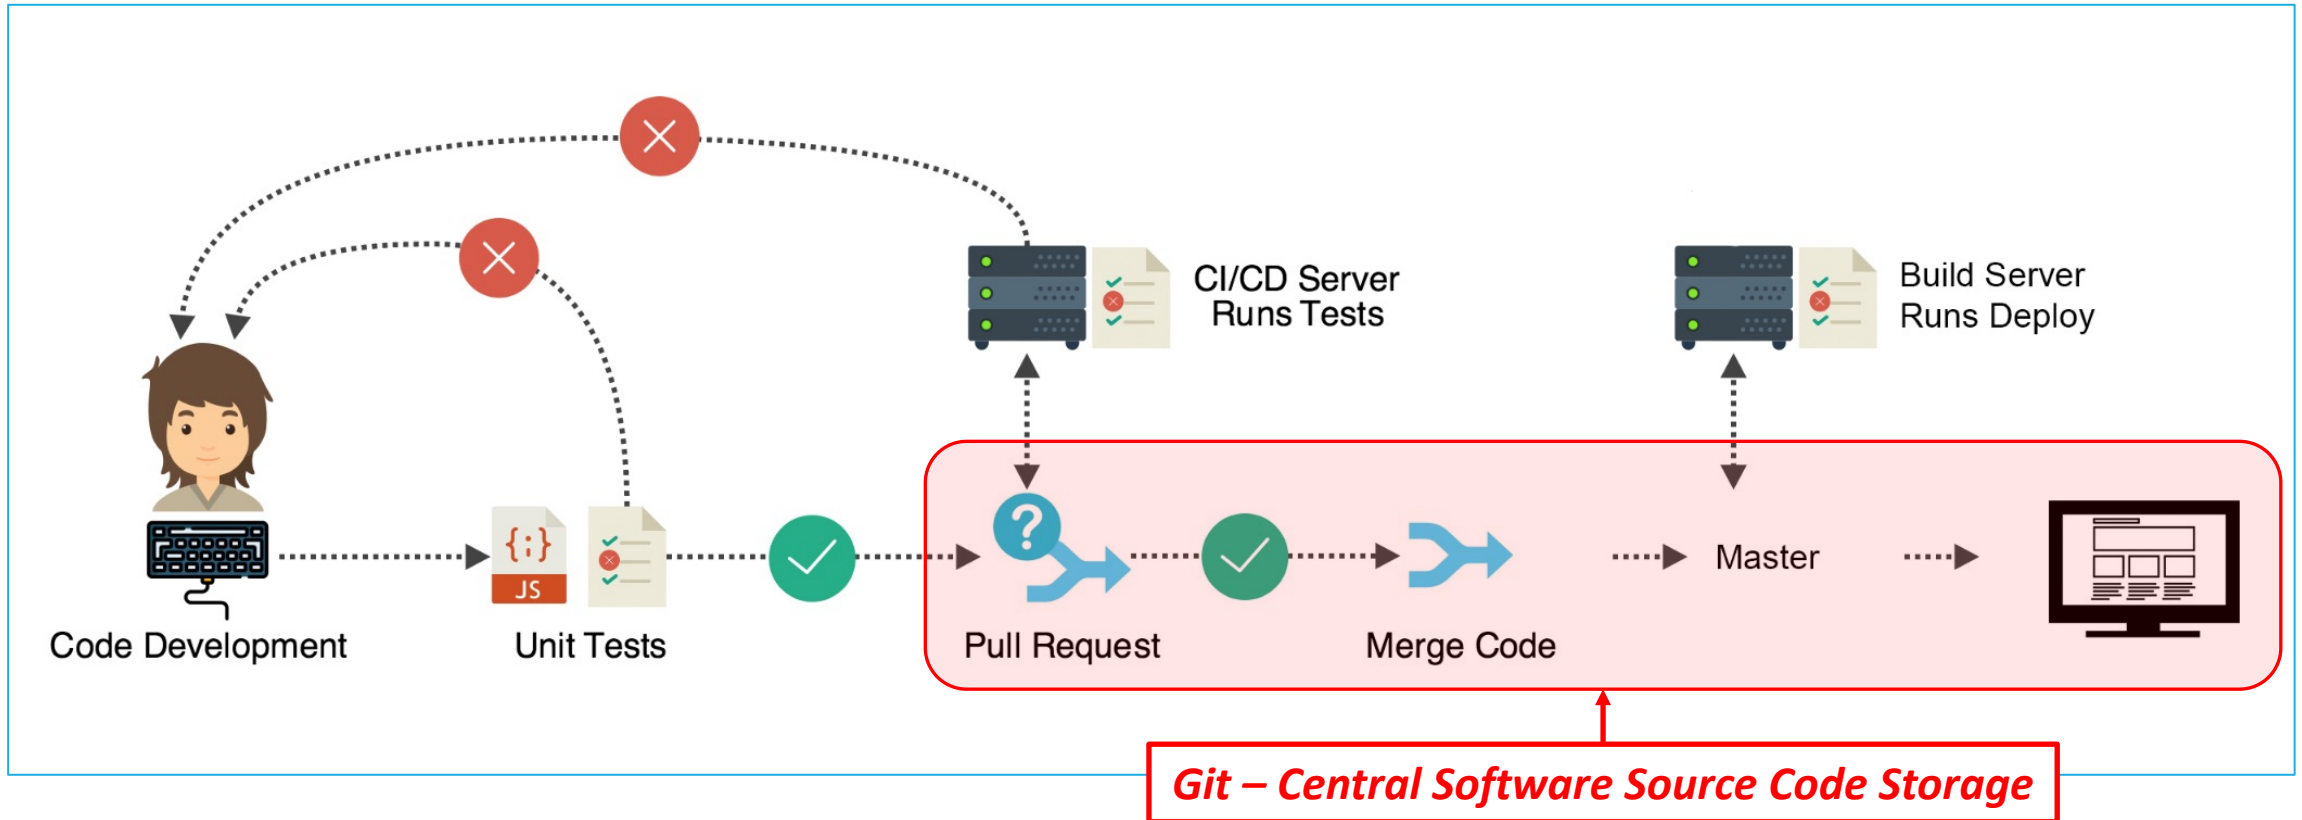 CI/CD Server
Runs Tests
Build Server
Runs Deploy
{;}
JS
?
Master
Code Development
Unit Tests
Pull Request
Merge Code
Git – Central Software Source Code Storage